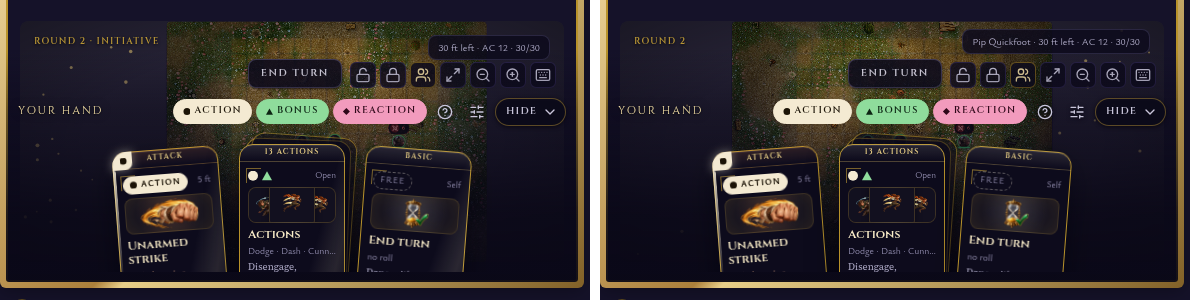 ROUND 2 · INITIATIVE
30 ft left · AC 12 · 30/30
END TURN
YOUR HAND
ACTION
BONUS
REACTION
HIDE
ATTACK
ACTION
5 ft
UNARMED
STRIKE
13 ACTIONS
Open
ACTIONS
Dodge · Dash · Cunn...
Disengage,
BASIC
FREE
Self
END TURN
no roll
ROUND 2
Pip Quickfoot · 30 ft left · AC 12 · 30/30
END TURN
YOUR HAND
ACTION
BONUS
REACTION
HIDE
ATTACK
ACTION
5 ft
UNARMED
STRIKE
13 ACTIONS
Open
ACTIONS
Dodge · Dash · Cunn...
Disengage,
BASIC
FREE
Self
END TURN
no roll